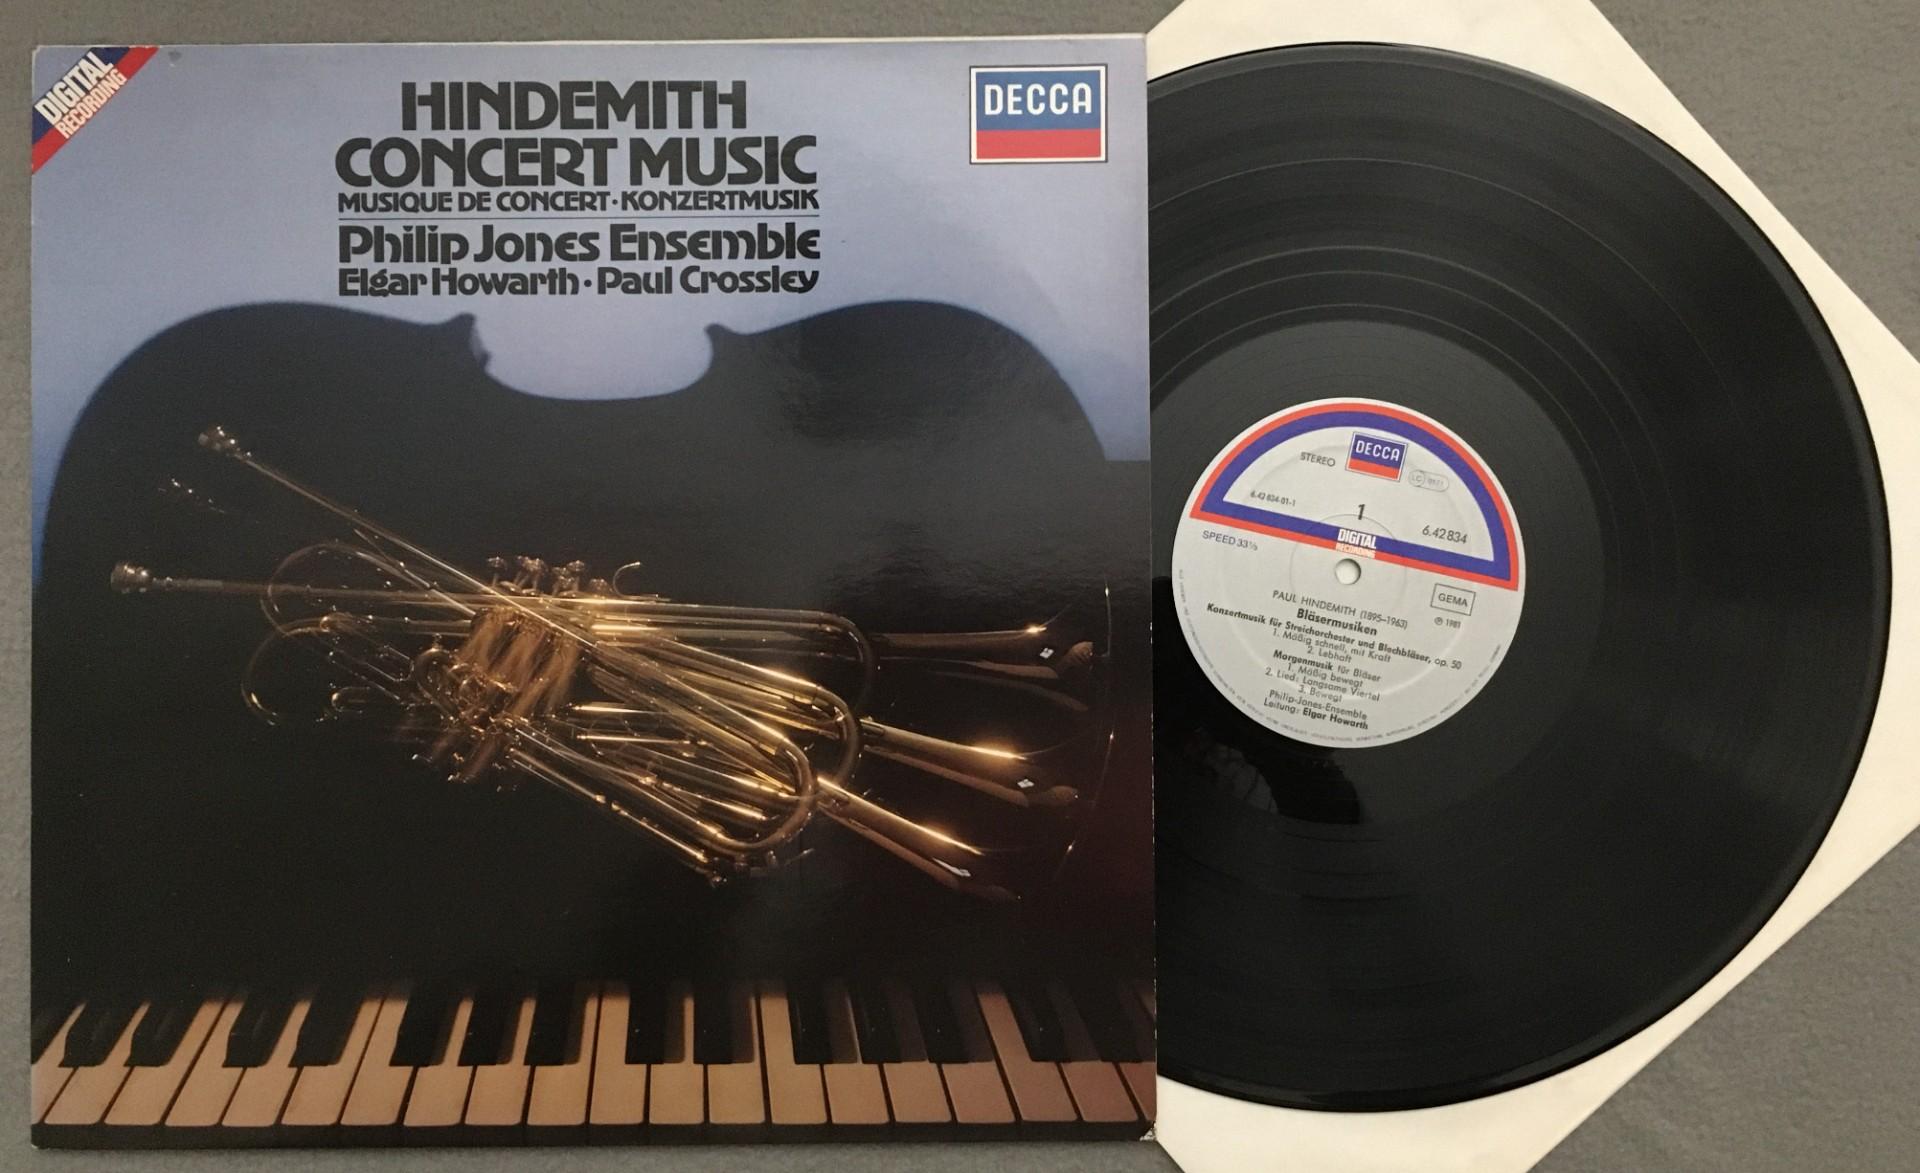 DIGITAL
RECORDING
HINDEMITH
CONCERT MUSIC
MUSIQUE DE CONCERT·KONZERTMUSIK
Philip Jones Ensemble
Elgar Howarth·Paul Crossley
DECCA
DECCA
STEREO
LC
6.42 834-01-1
1
6.42 834
SPEED 33⅓
DIGITAL
RECORDING
GEMA
℗ 1981
PAUL HINDEMITH (1895–1963)
Bläsermusiken
Konzertmusik für Streichorchester und Blechbläser, op. 50
1. Mäßig schnell, mit Kraft
2. Lebhaft
Morgenmusik für Bläser
1. Mäßig bewegt
2. Lied: Langsame Viertel
3. Bewegt
Philip-Jones-Ensemble
Leitung: Elgar Howarth